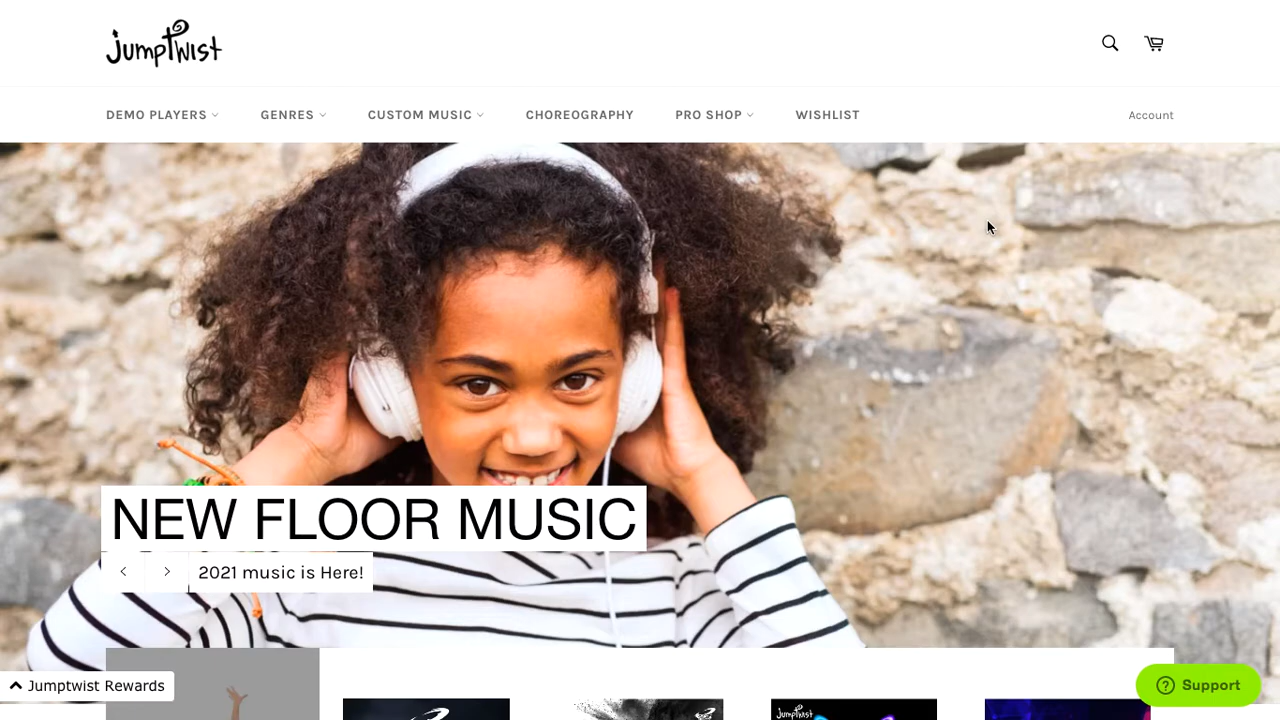 jumpTwist
DEMO PLAYERS
GENRES
CUSTOM MUSIC
CHOREOGRAPHY
PRO SHOP
WISHLIST
Account
NEW FLOOR MUSIC
2021 music is Here!
Jumptwist Rewards
jumpTwist
Support